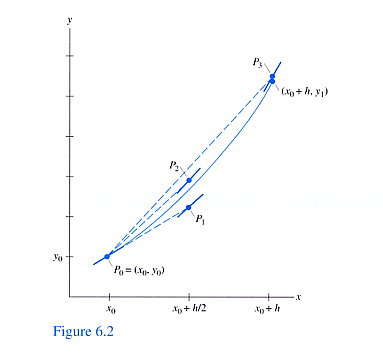 y
P₃
(x₀ + h, y₁)
P₂
P₁
y₀
P₀ = (x₀, y₀)
x
x₀
x₀ + h/2
x₀ + h
Figure 6.2